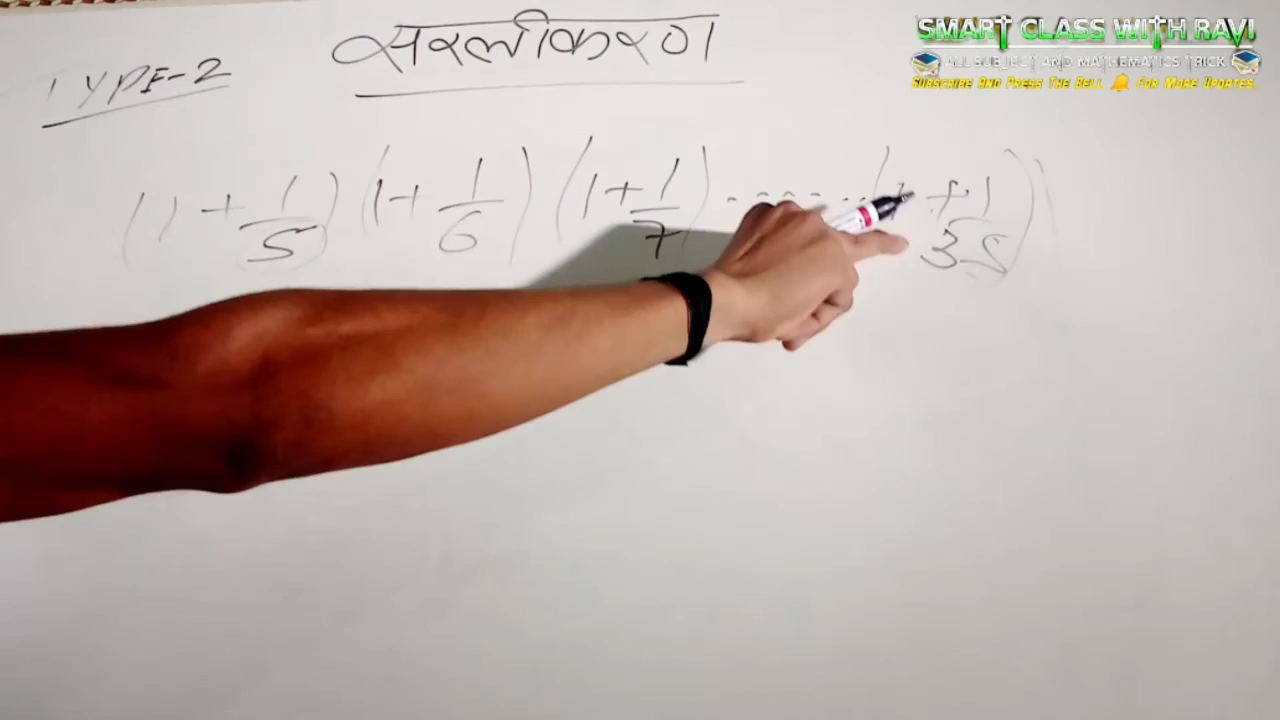 सरलीकरण
TYPE-2
(1 + 1/5) (1 + 1/6) (1 + 1/7) ........ (1 + 1/35)
SMART CLASS WITH RAVI
ALL SUBJECT AND MATHEMATICS TRICK
SUBSCRIBE AND PRESS THE BELL 🔔 FOR MORE UPDATES..